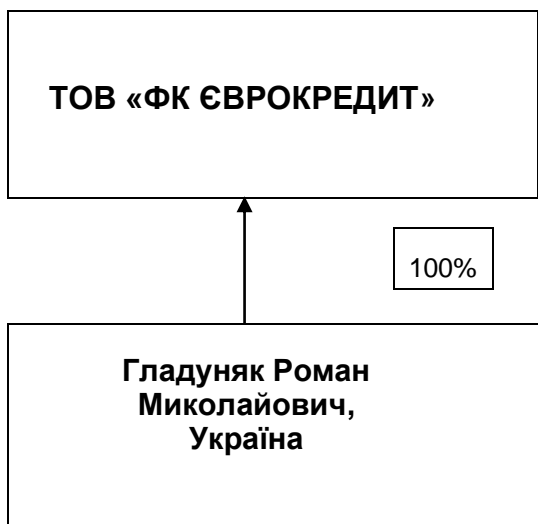 ТОВ «ФК ЄВРОКРЕДИТ»
100%
Гладуняк Роман
Миколайович,
Україна